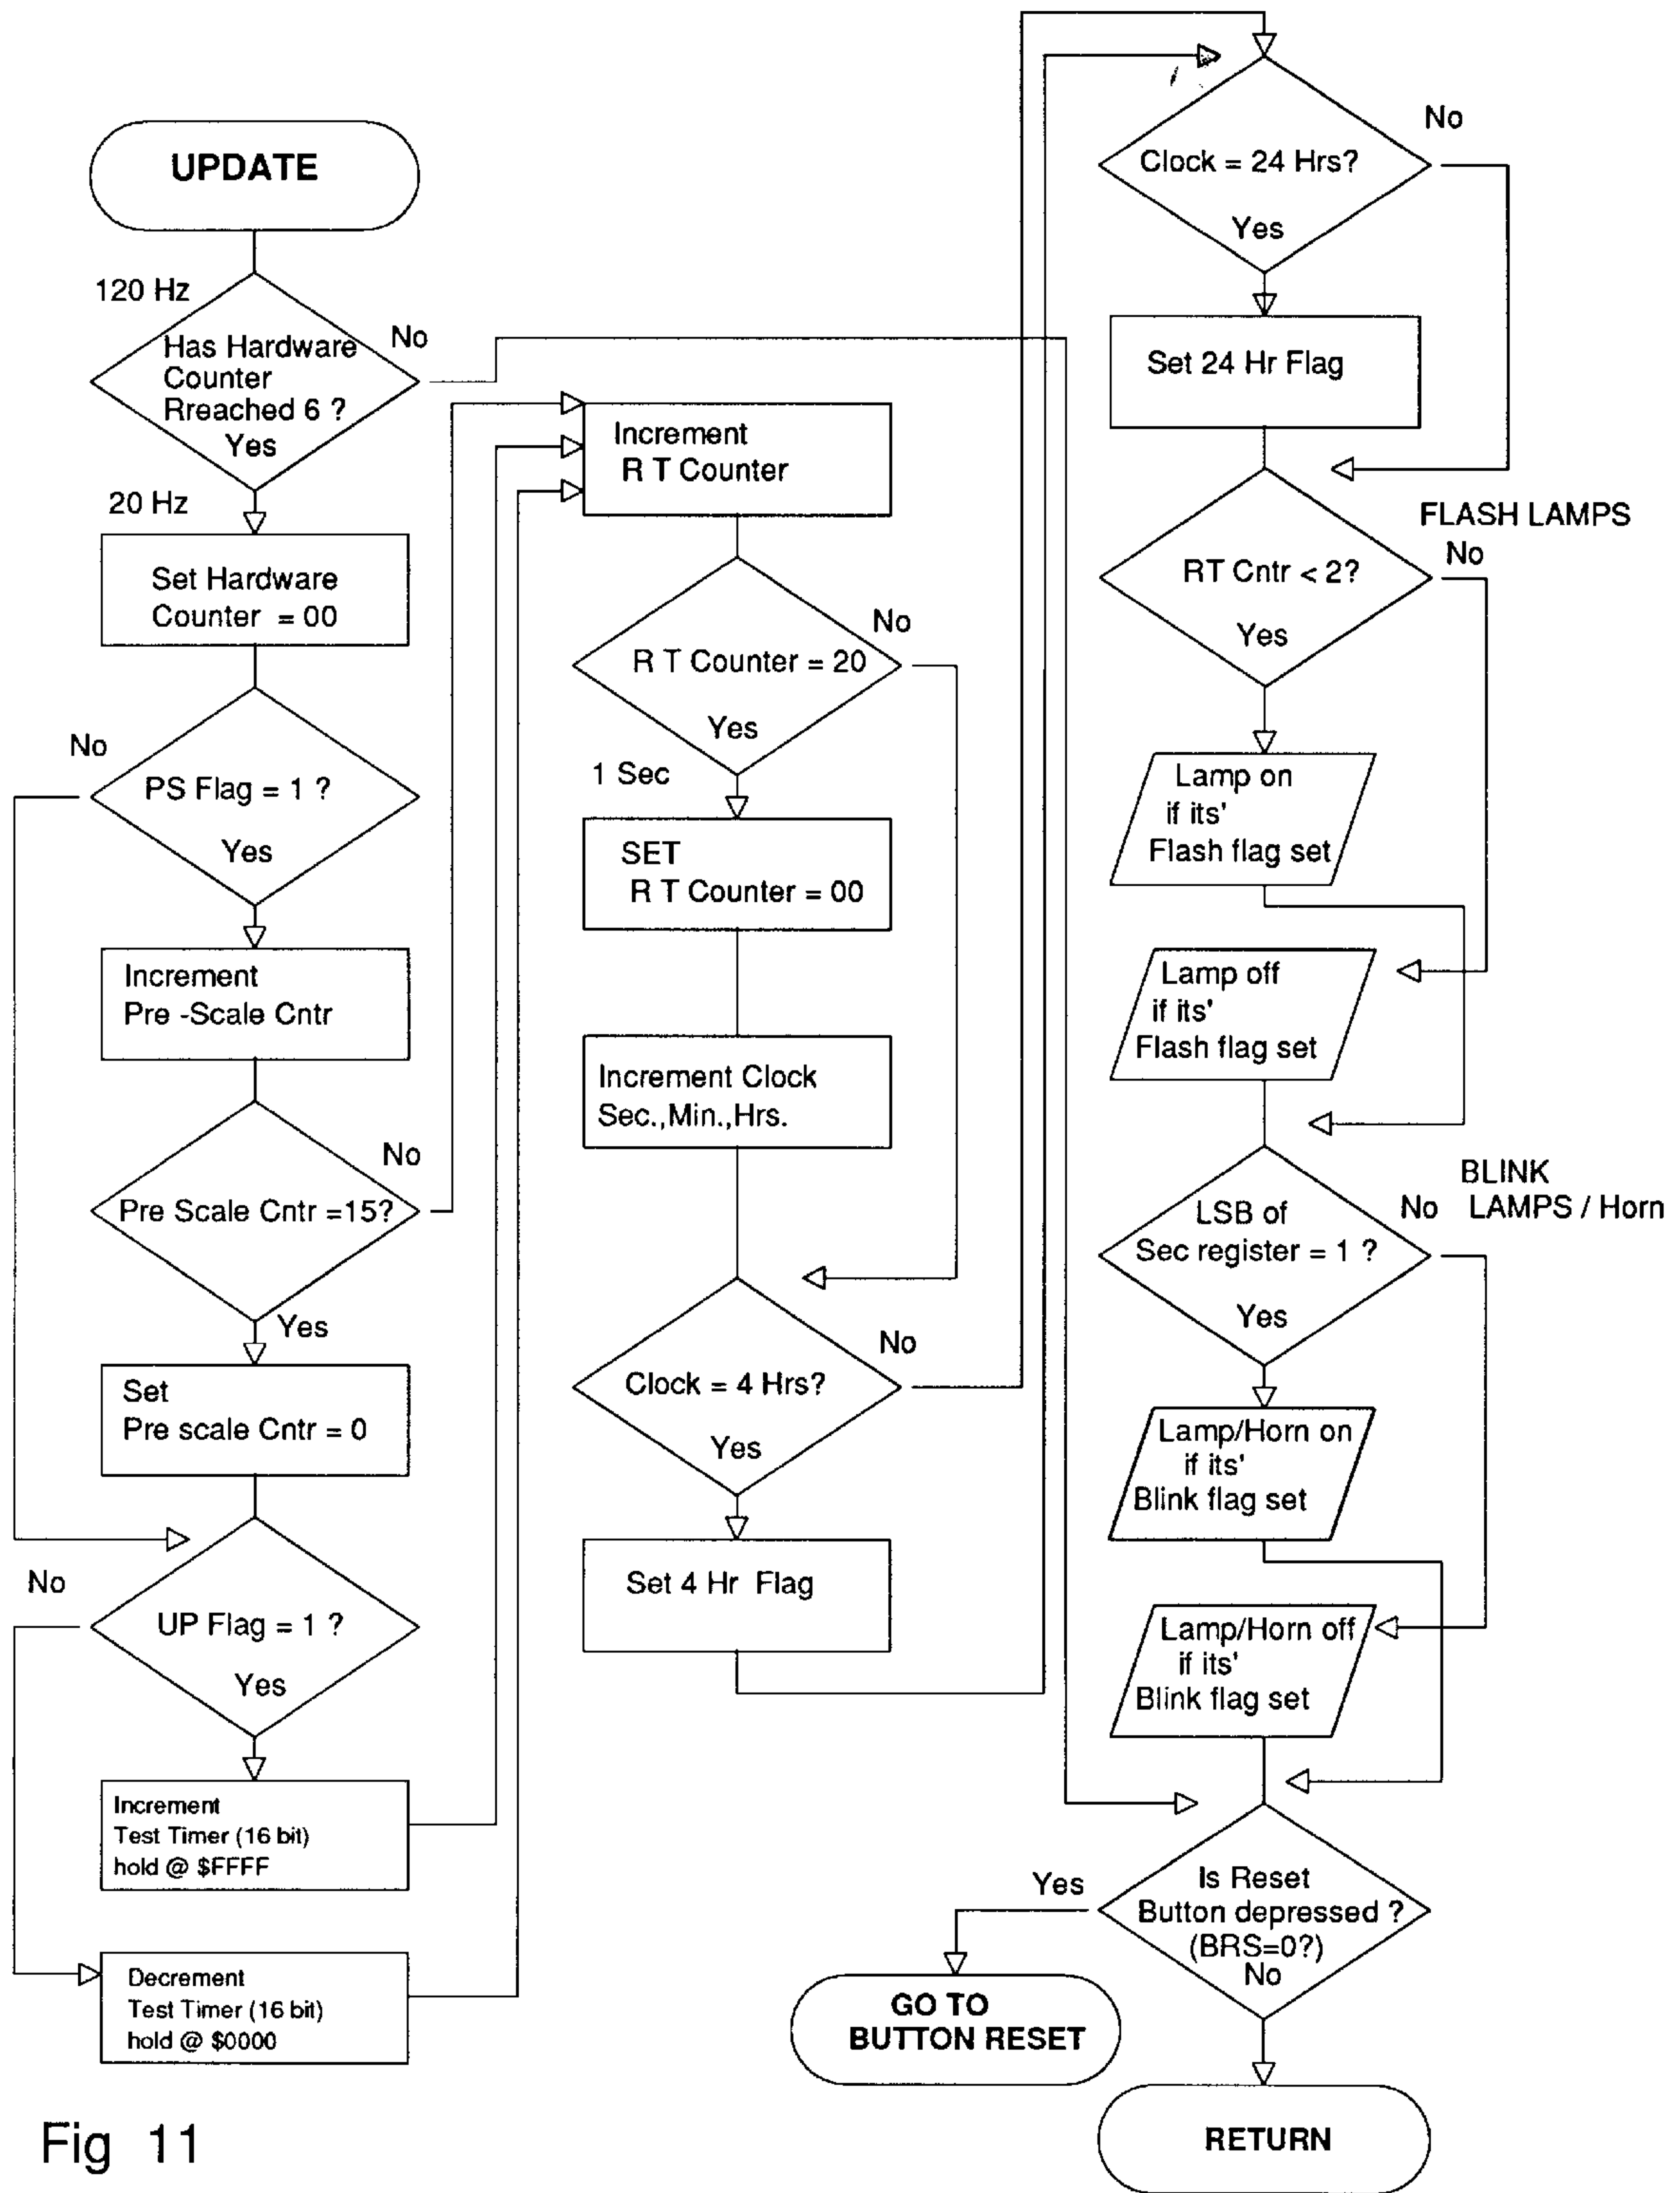 UPDATE
120 Hz
Has Hardware
Counter
Rreached 6 ?
Yes
No
20 Hz
Set Hardware
Counter = 00
No
PS Flag = 1 ?
Yes
Increment
Pre -Scale Cntr
No
Pre Scale Cntr =15?
Yes
Set
Pre scale Cntr = 0
No
UP Flag = 1 ?
Yes
Increment
Test Timer (16 bit)
hold @ $FFFF
Decrement
Test Timer (16 bit)
hold @ $0000
Increment
R T Counter
No
R T Counter = 20
Yes
1 Sec
SET
R T Counter = 00
Increment Clock
Sec.,Min.,Hrs.
No
Clock = 4 Hrs?
Yes
Set 4 Hr Flag
No
Clock = 24 Hrs?
Yes
Set 24 Hr Flag
FLASH LAMPS
No
RT Cntr < 2?
Yes
Lamp on
if its'
Flash flag set
Lamp off
if its'
Flash flag set
BLINK
LAMPS / Horn
No
LSB of
Sec register = 1 ?
Yes
Lamp/Horn on
if its'
Blink flag set
Lamp/Horn off
if its'
Blink flag set
Is Reset
Button depressed ?
(BRS=0?)
No
Yes
GO TO
BUTTON RESET
RETURN
Fig 11